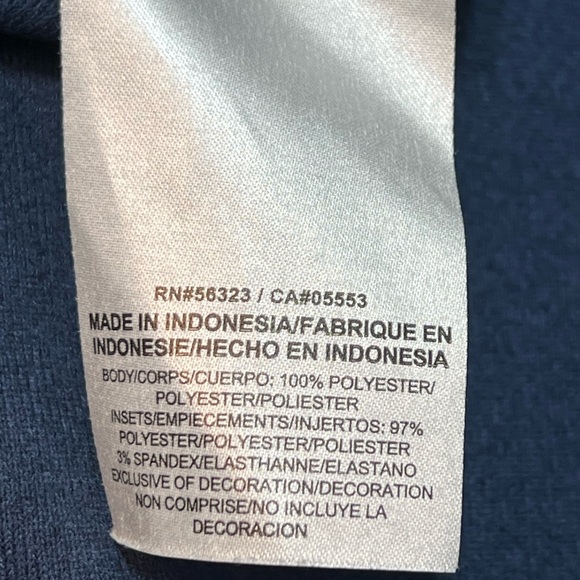 RN#56323 / CA#05553
MADE IN INDONESIA/FABRIQUE EN
INDONESIE/HECHO EN INDONESIA
BODY/CORPS/CUERPO: 100% POLYESTER/
POLYESTER/POLIESTER
INSETS/EMPIECEMENTS/INJERTOS: 97%
POLYESTER/POLYESTER/POLIESTER
3% SPANDEX/ELASTHANNE/ELASTANO
EXCLUSIVE OF DECORATION/DECORATION
NON COMPRISE/NO INCLUYE LA
DECORACION